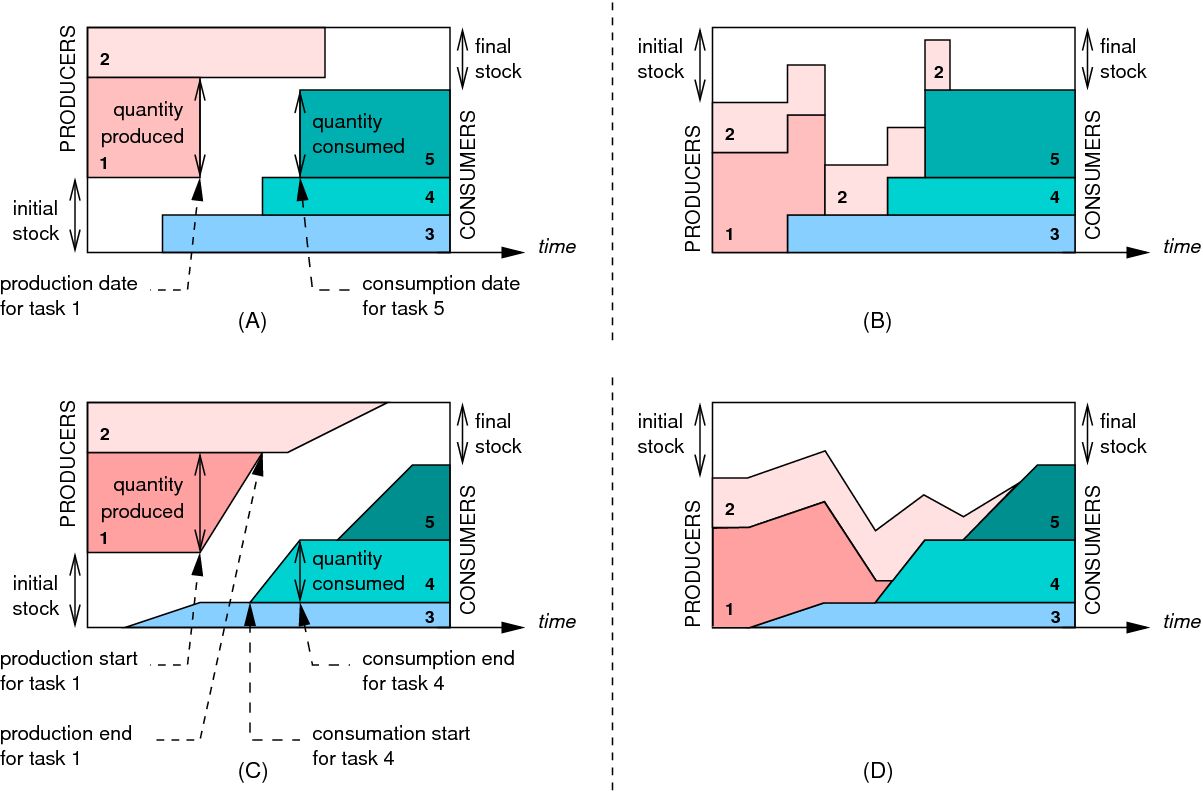 PRODUCERS
2
quantity
produced
1
initial
stock
quantity
consumed
5
4
3
final
stock
CONSUMERS
time
production date
for task 1
consumption date
for task 5
(A)
initial
stock
PRODUCERS
2
1
2
2
5
4
3
final
stock
CONSUMERS
time
(B)
PRODUCERS
2
quantity
produced
1
initial
stock
5
quantity
consumed
4
3
final
stock
CONSUMERS
time
production start
for task 1
consumption end
for task 4
production end
for task 1
consumation start
for task 4
(C)
initial
stock
PRODUCERS
2
1
5
4
3
final
stock
CONSUMERS
time
(D)